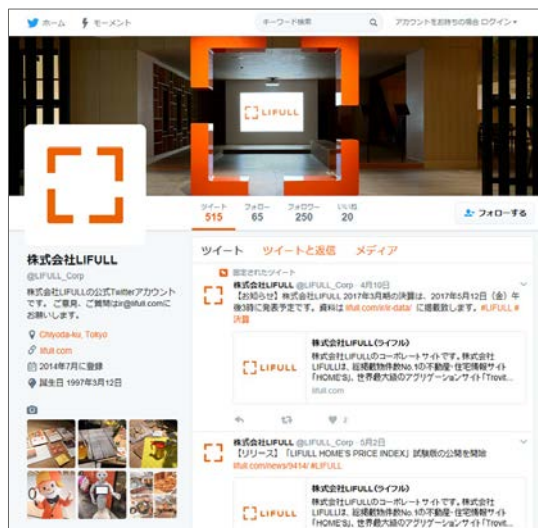 ホーム モーメント キーワード検索 アカウントをお持ちの場合 ログイン
LIFULL
ツイート フォロー フォロワー いいね
515 65 250 20
フォローする
株式会社LIFULL
@LIFULL_Corp
株式会社LIFULLの公式Twitterアカウント
です。ご意見、ご質問はir@lifull.comに
お願いします。
Chiyoda-ku, Tokyo
lifull.com
2014年7月に登録
誕生日 1997年3月12日
ツイート ツイートと返信 メディア
固定されたツイート
株式会社LIFULL @LIFULL_Corp · 4月10日
【お知らせ】株式会社LIFULL 2017年3月期の決算は、2017年5月12日（金）午
後3時に発表予定です。資料は lifull.com/ir/ir-data/ に掲載致します。#LIFULL #
決算
LIFULL
株式会社LIFULL(ライフル)
株式会社LIFULLのコーポレートサイトです。株式会社
LIFULLは、総掲載物件数No.1の不動産・住宅情報サイト
「HOME'S」、世界最大級のアグリゲーションサイト「Trovit...
lifull.com
2
株式会社LIFULL @LIFULL_Corp · 5月2日
【リリース】「LIFULL HOME'S PRICE INDEX」試験版の公開を開始
lifull.com/news/9414/ #LIFULL
LIFULL
株式会社LIFULL(ライフル)
株式会社LIFULLのコーポレートサイトです。株式会社
LIFULLは、総掲載物件数No.1の不動産・住宅情報サイト
「HOME'S」、世界最大級のアグリゲーションサイト「Trovit...